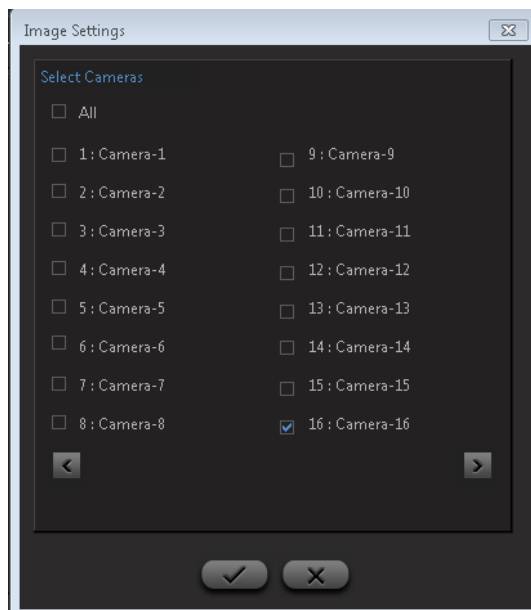 Image Settings
Select Cameras
All
1 : Camera-1
9 : Camera-9
2 : Camera-2
10 : Camera-10
3 : Camera-3
11 : Camera-11
4 : Camera-4
12 : Camera-12
5 : Camera-5
13 : Camera-13
6 : Camera-6
14 : Camera-14
7 : Camera-7
15 : Camera-15
8 : Camera-8
16 : Camera-16